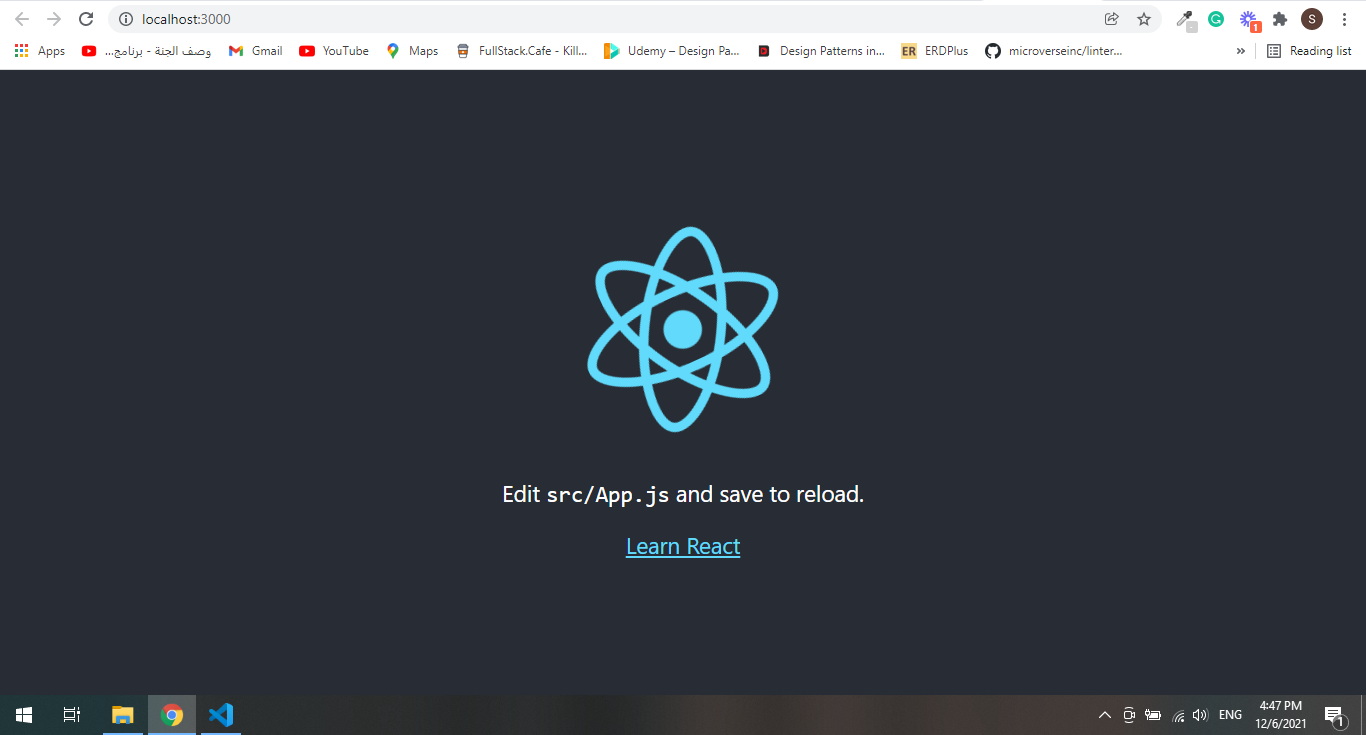 localhost:3000
S
1
Apps
وصف الجنة - برنامج...
Gmail
YouTube
Maps
FullStack.Cafe - Kill...
Udemy – Design Pa...
Design Patterns in...
ER
ERDPlus
microverseinc/linter...
»
Reading list
Edit src/App.js and save to reload.
Learn React
ENG
4:47 PM
12/6/2021
1